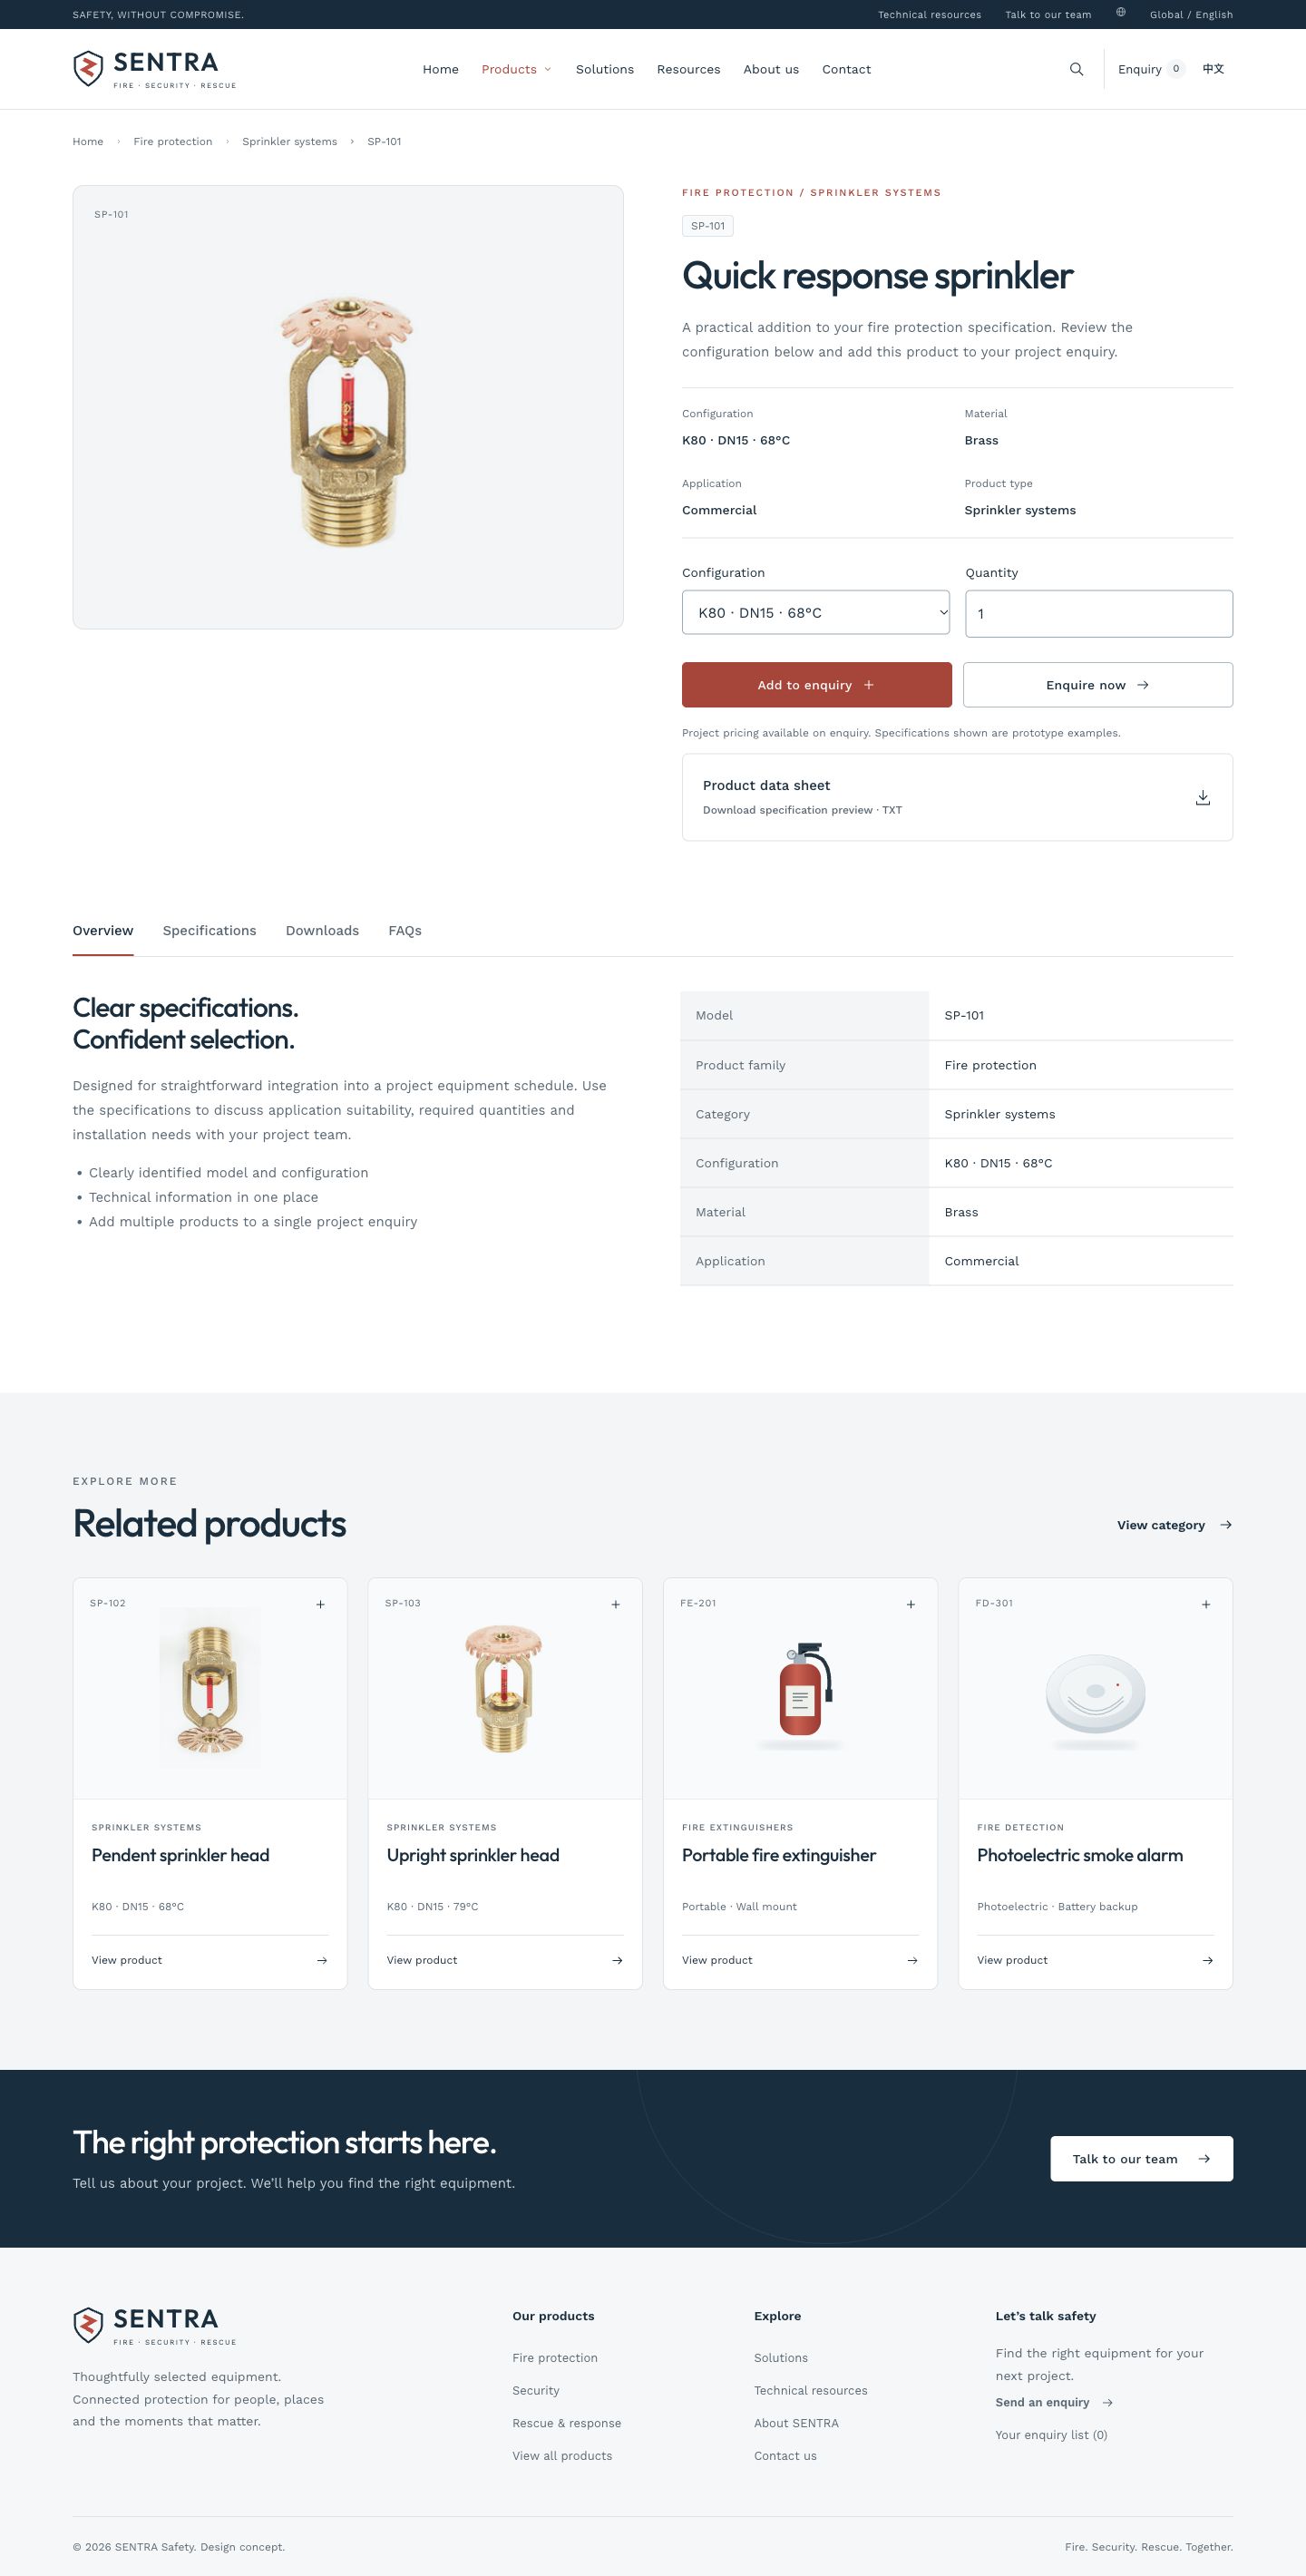 SAFETY, WITHOUT COMPROMISE.
Technical resources
Talk to our team
Global / English
SENTRA
FIRE · SECURITY · RESCUE
Home
Products
Solutions
Resources
About us
Contact
Enquiry 0
中文
Home › Fire protection › Sprinkler systems › SP-101
SP-101
FIRE PROTECTION / SPRINKLER SYSTEMS
SP-101
Quick response sprinkler
A practical addition to your fire protection specification. Review the
configuration below and add this product to your project enquiry.
Configuration
K80 · DN15 · 68°C
Material
Brass
Application
Commercial
Product type
Sprinkler systems
Configuration
K80 · DN15 · 68°C
Quantity
1
Add to enquiry +
Enquire now →
Project pricing available on enquiry. Specifications shown are prototype examples.
Product data sheet
Download specification preview · TXT
Overview
Specifications
Downloads
FAQs
Clear specifications.
Confident selection.
Designed for straightforward integration into a project equipment schedule. Use
the specifications to discuss application suitability, required quantities and
installation needs with your project team.
• Clearly identified model and configuration
• Technical information in one place
• Add multiple products to a single project enquiry
Model SP-101
Product family Fire protection
Category Sprinkler systems
Configuration K80 · DN15 · 68°C
Material Brass
Application Commercial
EXPLORE MORE
Related products
View category →
SP-102 +
SPRINKLER SYSTEMS
Pendent sprinkler head
K80 · DN15 · 68°C
View product →
SP-103 +
SPRINKLER SYSTEMS
Upright sprinkler head
K80 · DN15 · 79°C
View product →
FE-201 +
FIRE EXTINGUISHERS
Portable fire extinguisher
Portable · Wall mount
View product →
FD-301 +
FIRE DETECTION
Photoelectric smoke alarm
Photoelectric · Battery backup
View product →
The right protection starts here.
Tell us about your project. We’ll help you find the right equipment.
Talk to our team →
SENTRA
FIRE · SECURITY · RESCUE
Thoughtfully selected equipment.
Connected protection for people, places
and the moments that matter.
Our products
Fire protection
Security
Rescue & response
View all products
Explore
Solutions
Technical resources
About SENTRA
Contact us
Let’s talk safety
Find the right equipment for your
next project.
Send an enquiry →
Your enquiry list (0)
© 2026 SENTRA Safety. Design concept.
Fire. Security. Rescue. Together.